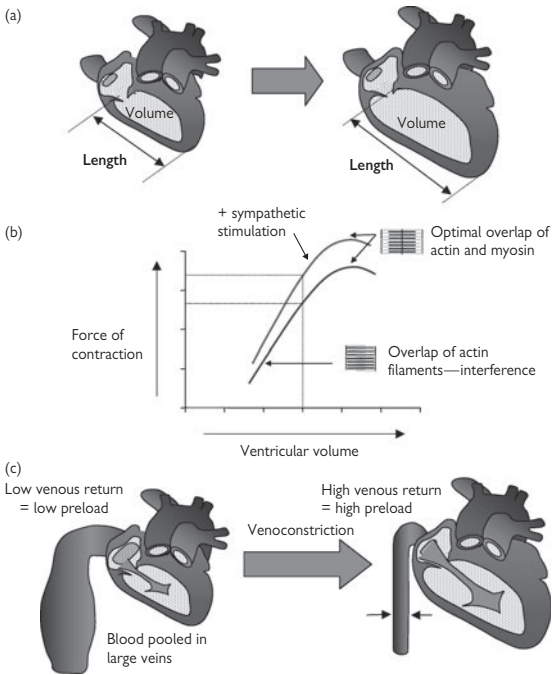 (a)
Volume
Length
Volume
Length
(b)
+ sympathetic
stimulation
Optimal overlap of
actin and myosin
Force of
contraction
Overlap of actin
filaments—interference
Ventricular volume
(c)
Low venous return
= low preload
Venoconstriction
High venous return
= high preload
Blood pooled in
large veins